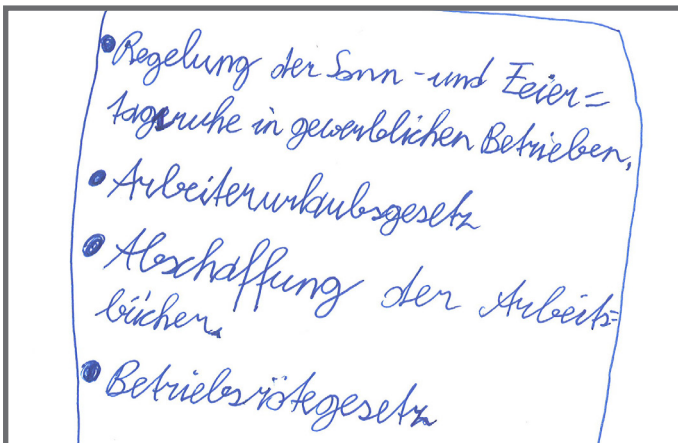 • Regelung der Sonn-und Feier=
tagsruhe in gewerblichen Betrieben,
• Arbeiterurlaubsgesetz
• Abschaffung der Arbeits=
bücher.
• Betriebsrätegesetz